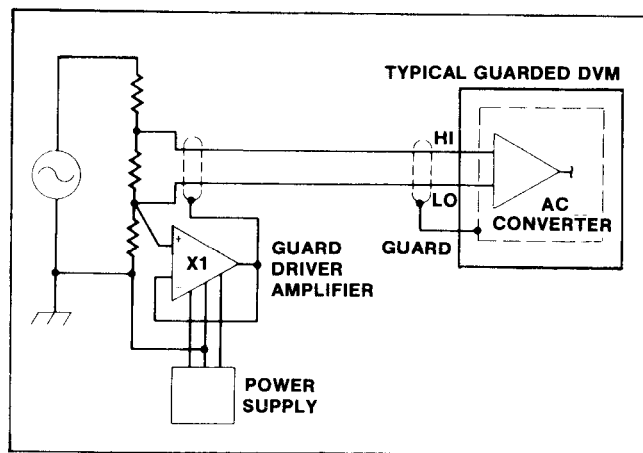 TYPICAL GUARDED DVM
HI
LO
AC
CONVERTER
GUARD
+
X1
-
GUARD
DRIVER
AMPLIFIER
POWER
SUPPLY